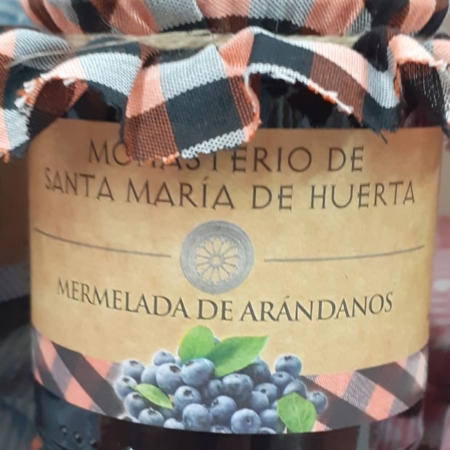 MONASTERIO DE
SANTA MARÍA DE HUERTA
MERMELADA DE ARÁNDANOS